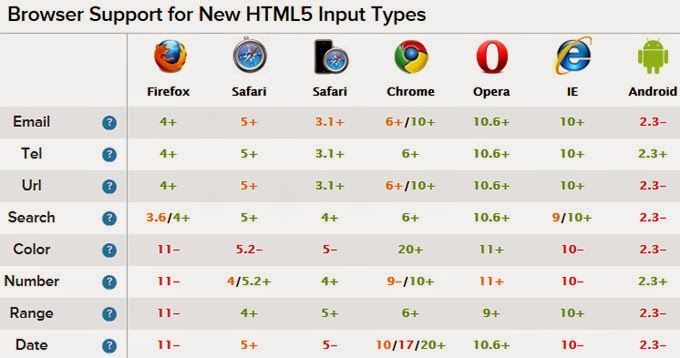 Browser Support for New HTML5 Input Types
Firefox Safari Safari Chrome Opera IE Android
Email ? 4+ 5+ 3.1+ 6+/10+ 10.6+ 10+ 2.3–
Tel ? 4+ 5+ 3.1+ 6+ 10.6+ 10+ 2.3+
Url ? 4+ 5+ 3.1+ 6+/10+ 10.6+ 10+ 2.3–
Search ? 3.6/4+ 5+ 4+ 6+ 10.6+ 9/10+ 2.3–
Color ? 11– 5.2– 5– 20+ 11+ 10– 2.3–
Number ? 11– 4/5.2+ 4+ 9–/10+ 11+ 10– 2.3+
Range ? 11– 4+ 5+ 6+ 9+ 10+ 2.3–
Date ? 11– 5+ 5– 10/17/20+ 10.6+ 10– 2.3–